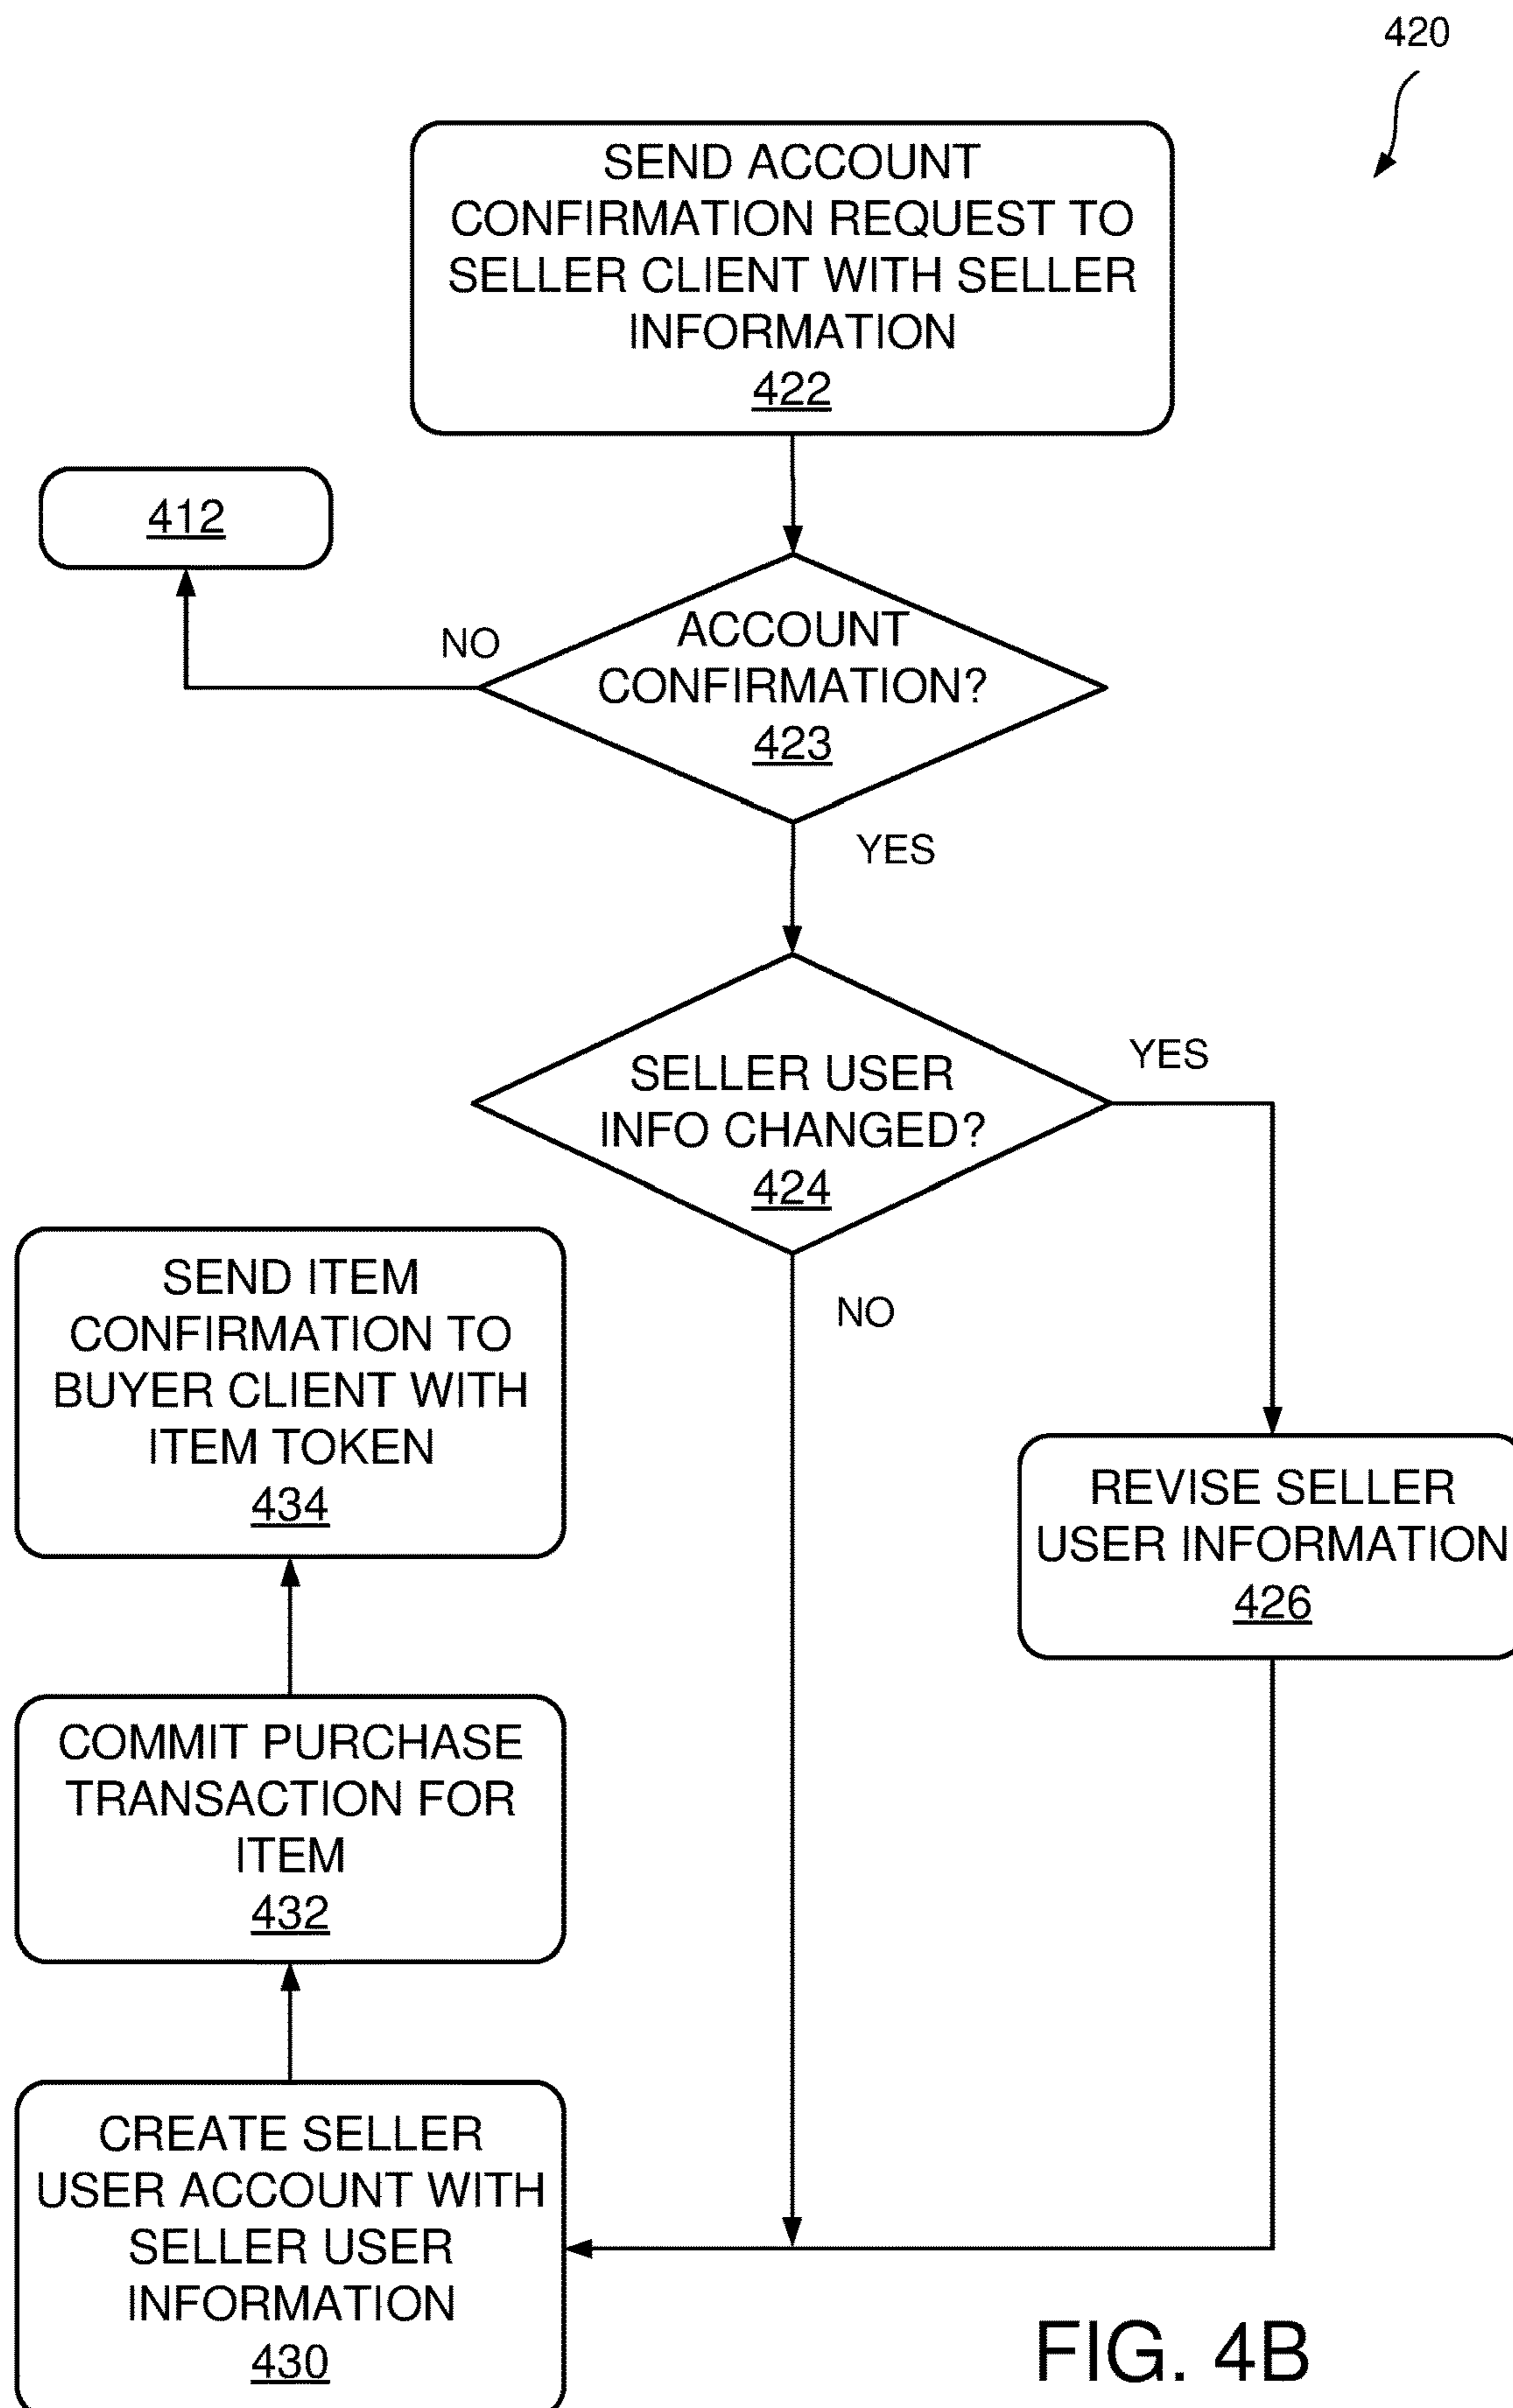 420
SEND ACCOUNT
CONFIRMATION REQUEST TO
SELLER CLIENT WITH SELLER
INFORMATION
422
412
NO
ACCOUNT
CONFIRMATION?
423
YES
SELLER USER
INFO CHANGED?
424
YES
NO
REVISE SELLER
USER INFORMATION
426
SEND ITEM
CONFIRMATION TO
BUYER CLIENT WITH
ITEM TOKEN
434
COMMIT PURCHASE
TRANSACTION FOR
ITEM
432
CREATE SELLER
USER ACCOUNT WITH
SELLER USER
INFORMATION
430
FIG. 4B